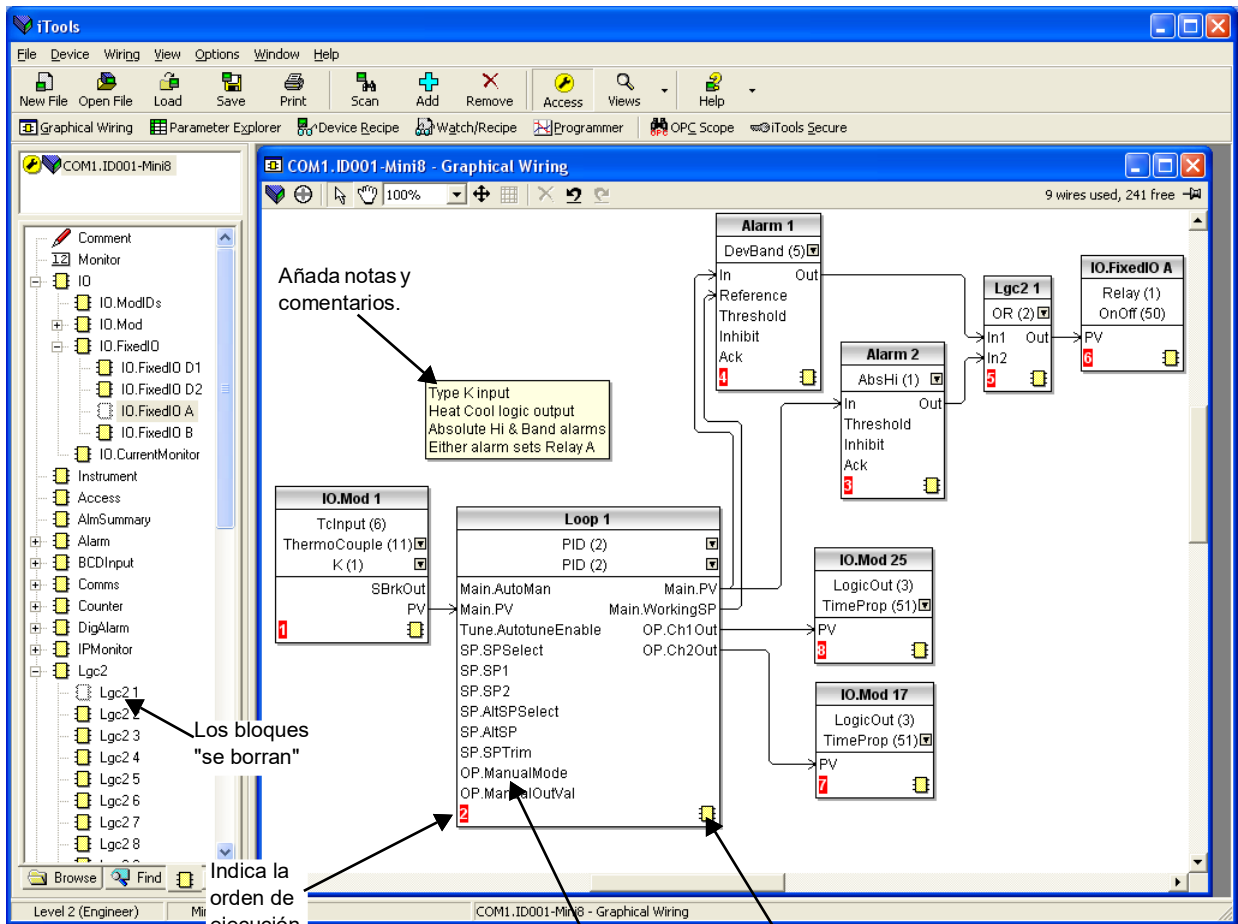 iTools
File Device Wiring View Options Window Help
New File Open File Load Save Print Scan Add Remove Access Views Help
Graphical Wiring Parameter Explorer Device Recipe Watch/Recipe Programmer OPC Scope iTools Secure
COM1.ID001-Mini8
Comment
12 Monitor
IO
IO.ModIDs
IO.Mod
IO.FixedIO
IO.FixedIO D1
IO.FixedIO D2
IO.FixedIO A
IO.FixedIO B
IO.CurrentMonitor
Instrument
Access
AlmSummary
Alarm
BCDInput
Comms
Counter
DigAlarm
IPMonitor
Lgc2
Lgc2 1
Lgc2 2
Lgc2 3
Lgc2 4
Lgc2 5
Lgc2 6
Lgc2 7
Lgc2 8
Browse Find
Los bloques
"se borran"
Indica la
orden de
ejecución
COM1.ID001-Mini8 - Graphical Wiring
100%
9 wires used, 241 free
Añada notas y
comentarios.
Type K input
Heat Cool logic output
Absolute Hi & Band alarms
Either alarm sets Relay A
IO.Mod 1
TcInput (6)
ThermoCouple (11)
K (1)
SBrkOut
PV
1
Loop 1
PID (2)
PID (2)
Main.AutoMan Main.PV
Main.PV Main.WorkingSP
Tune.AutotuneEnable OP.Ch1Out
SP.SPSelect OP.Ch2Out
SP.SP1
SP.SP2
SP.AltSPSelect
SP.AltSP
SP.SPTrim
OP.ManualMode
OP.ManualOutVal
2
Alarm 1
DevBand (5)
In Out
Reference
Threshold
Inhibit
Ack
4
Alarm 2
AbsHi (1)
In Out
Threshold
Inhibit
Ack
3
Lgc2 1
OR (2)
In1 Out
In2
5
IO.FixedIO A
Relay (1)
OnOff (50)
PV
6
IO.Mod 25
LogicOut (3)
TimeProp (51)
PV
8
IO.Mod 17
LogicOut (3)
TimeProp (51)
PV
7
Level 2 (Engineer) COM1.ID001-Mini8 - Graphical Wiring